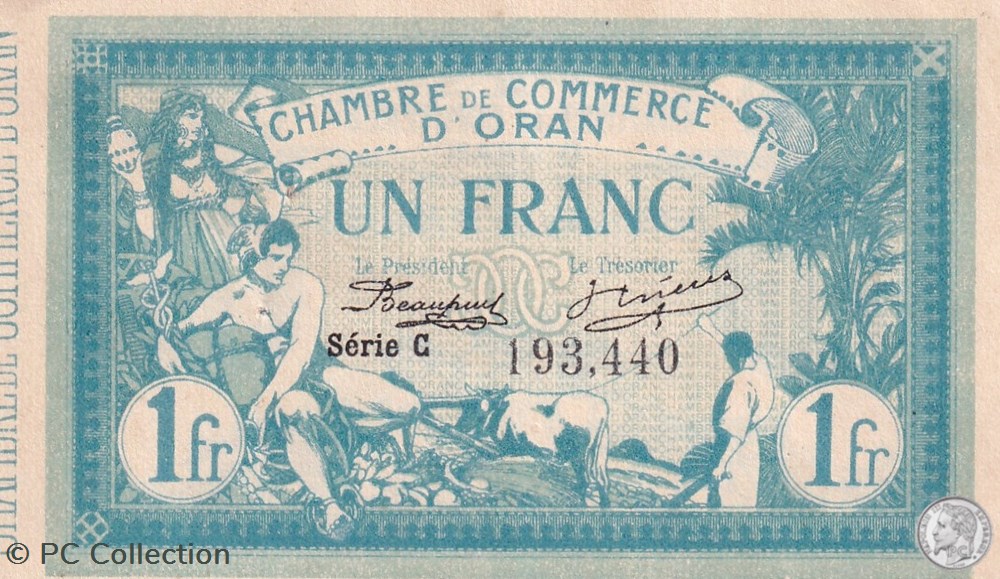 CHAMBRE DE COMMERCE
D'ORAN
UN FRANC
Le Président
Le Trésorier
Série C
193,440
1fr
1fr
© PC Collection